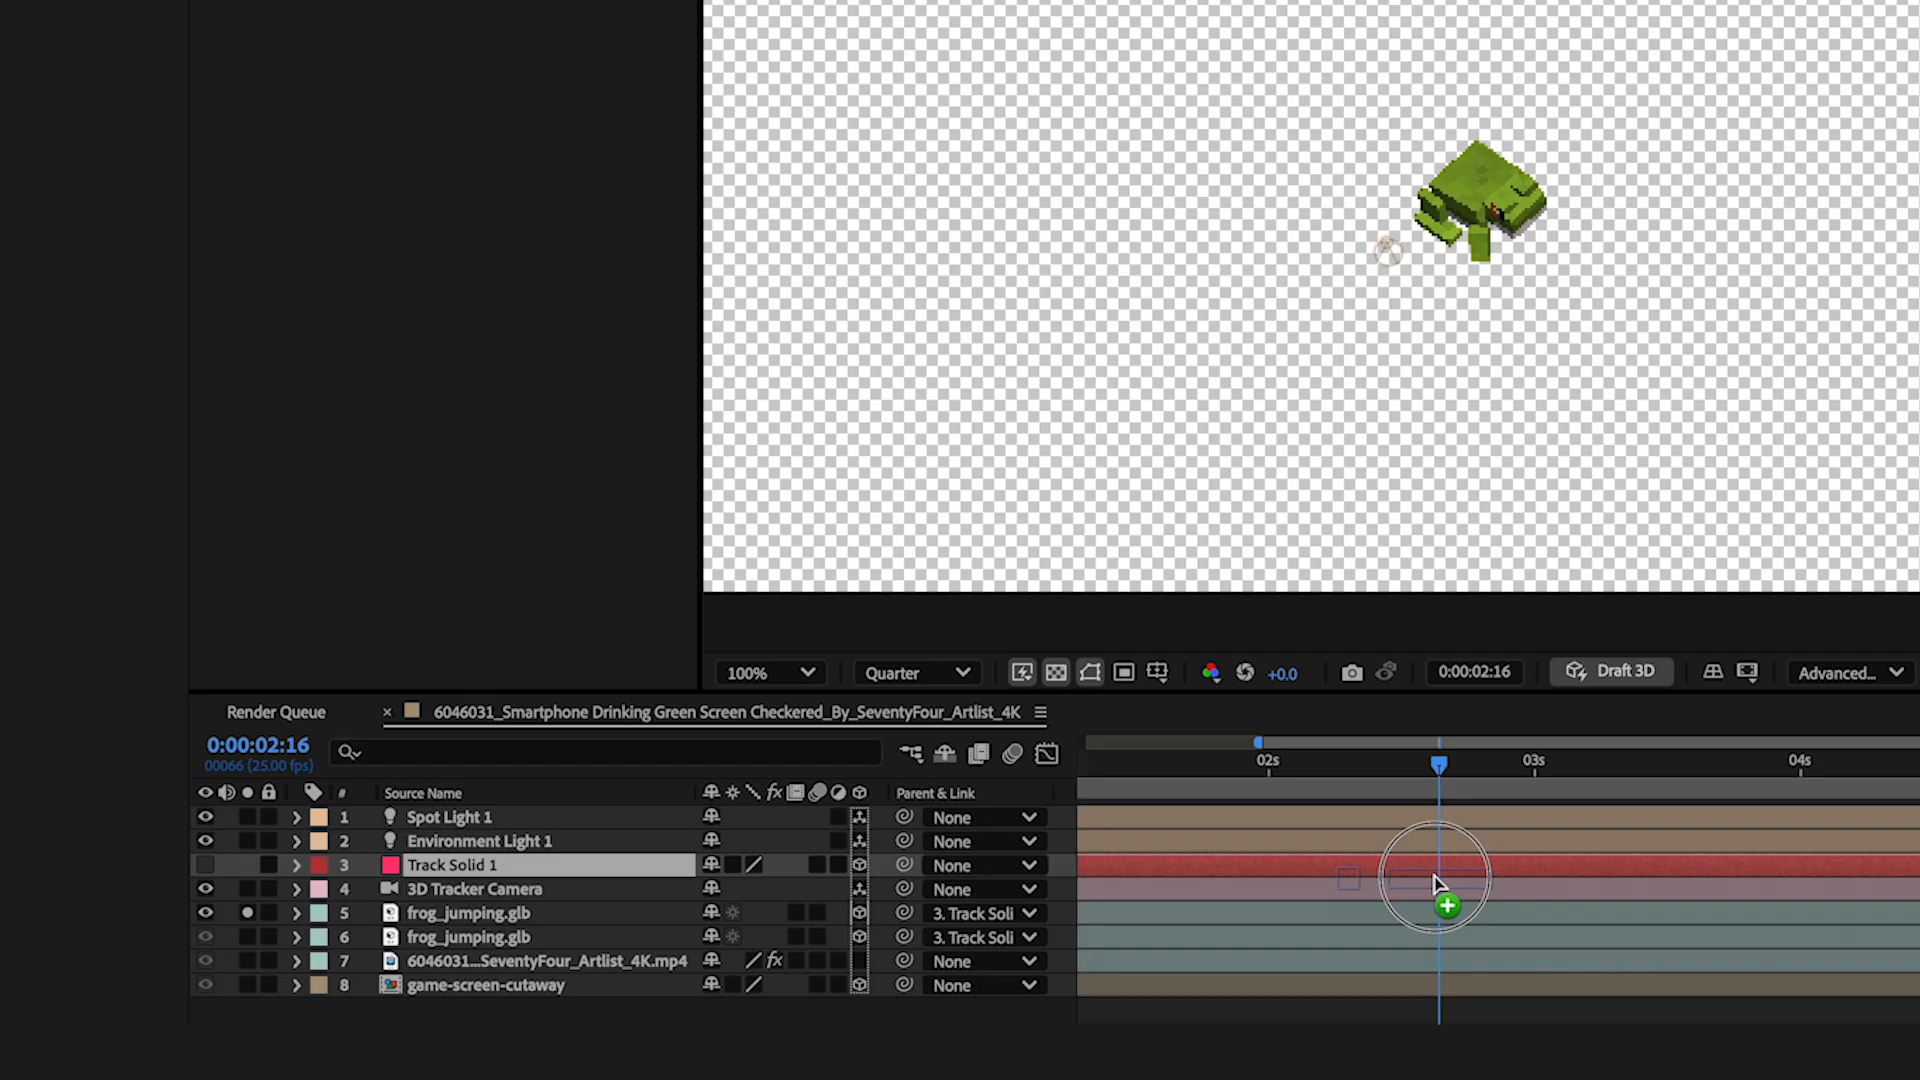 100%
Quarter
+0.0
0:00:02:16
Draft 3D
Advanced...
Render Queue
× 6046031_Smartphone Drinking Green Screen Checkered_By_SeventyFour_Artlist_4K
0:00:02:16
00066 (25.00 fps)
02s 03s 04s
# Source Name fx Parent & Link
1 Spot Light 1 None
2 Environment Light 1 None
3 Track Solid 1 None
4 3D Tracker Camera None
5 frog_jumping.glb 3. Track Soli
6 frog_jumping.glb 3. Track Soli
7 6046031...SeventyFour_Artlist_4K.mp4 fx None
8 game-screen-cutaway None